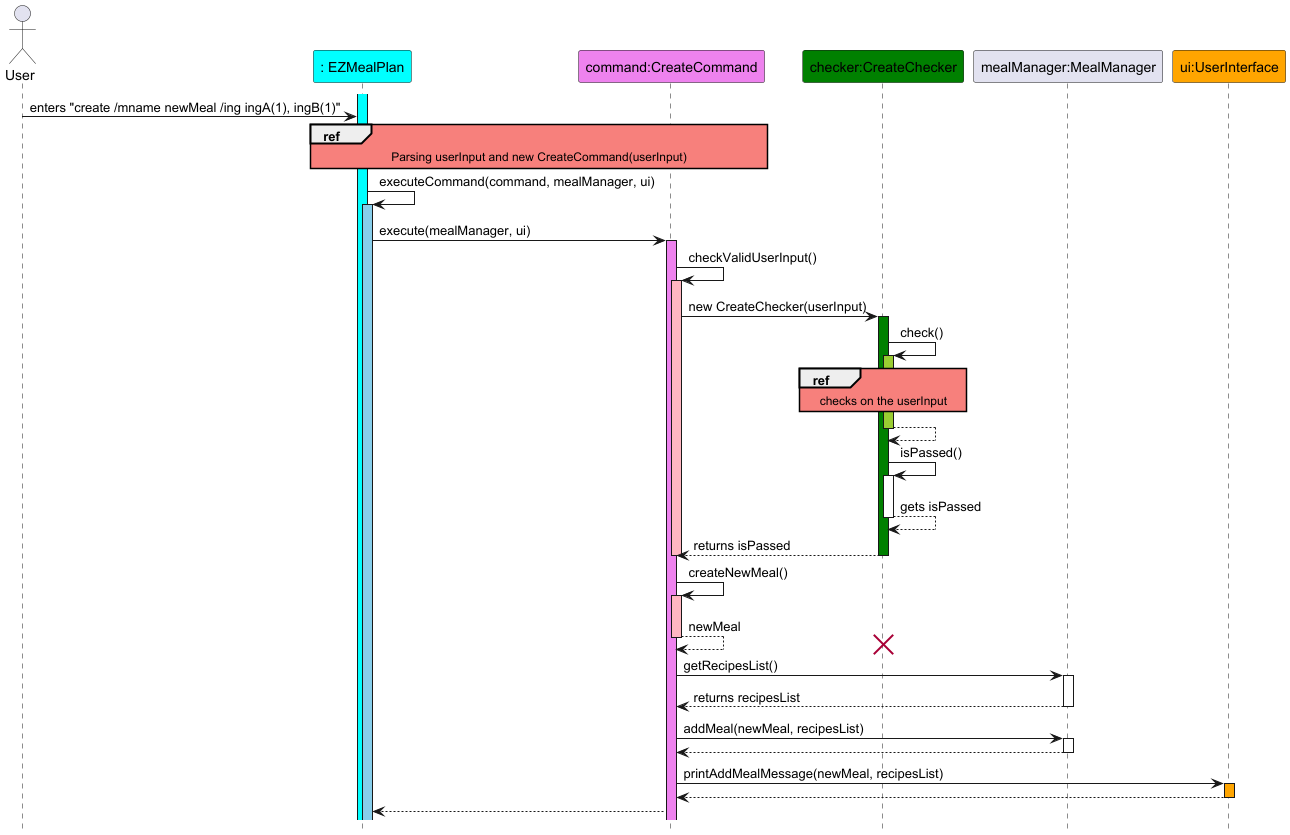 User
: EZMealPlan
command:CreateCommand
checker:CreateChecker
mealManager:MealManager
ui:UserInterface
enters "create /mname newMeal /ing ingA(1), ingB(1)"
ref
Parsing userInput and new CreateCommand(userInput)
executeCommand(command, mealManager, ui)
execute(mealManager, ui)
checkValidUserInput()
new CreateChecker(userInput)
check()
ref
checks on the userInput
isPassed()
gets isPassed
returns isPassed
createNewMeal()
newMeal
getRecipesList()
returns recipesList
addMeal(newMeal, recipesList)
printAddMealMessage(newMeal, recipesList)